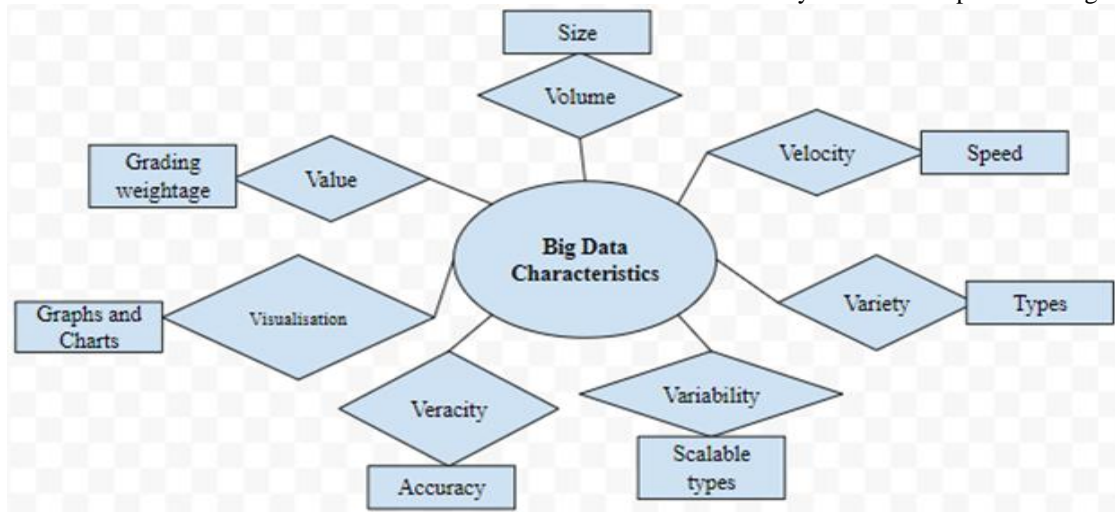 Size
Volume
Velocity
Speed
Grading
weightage
Value
Big Data
Characteristics
Graphs and
Charts
Visualisation
Variety
Types
Veracity
Accuracy
Variability
Scalable
types